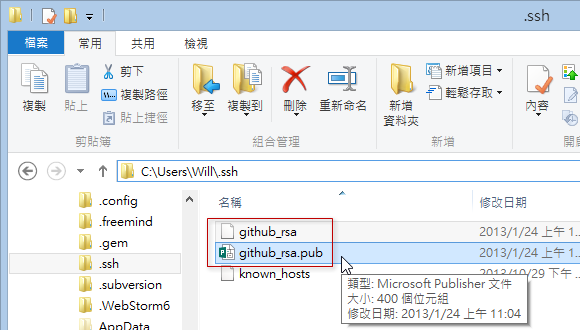 .ssh
檔案 常用 共用 檢視
複製
貼上
剪下
複製路徑
貼上捷徑
剪貼簿
移至
複製到
刪除
重新命名
組合管理
新增
資料夾
新增項目
輕鬆存取
新增
內容
開啟
C:\Users\Will\.ssh
.config
.freemind
.gem
.ssh
.subversion
.WebStorm6
AppData
名稱 修改日期
github_rsa 2013/1/24 上午 1...
github_rsa.pub 2013/1/24 上午 1...
known_hosts 2012/10/29 下午...
類型: Microsoft Publisher 文件
大小: 400 個位元組
修改日期: 2013/1/24 上午 11:04